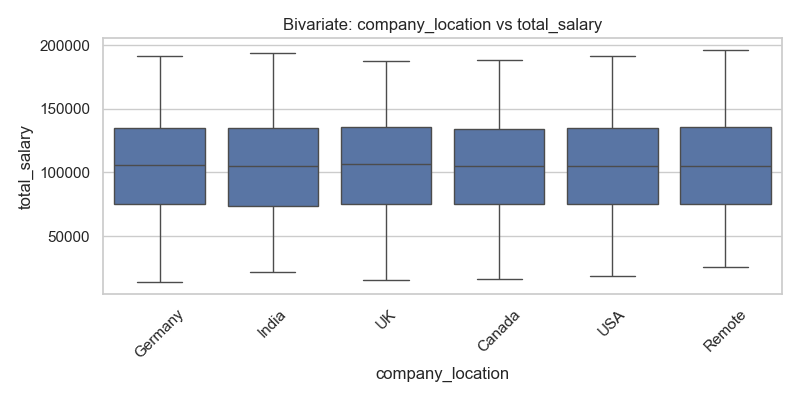 Bivariate: company_location vs total_salary
total_salary
200000
150000
100000
50000
Germany
India
UK
Canada
USA
Remote
company_location